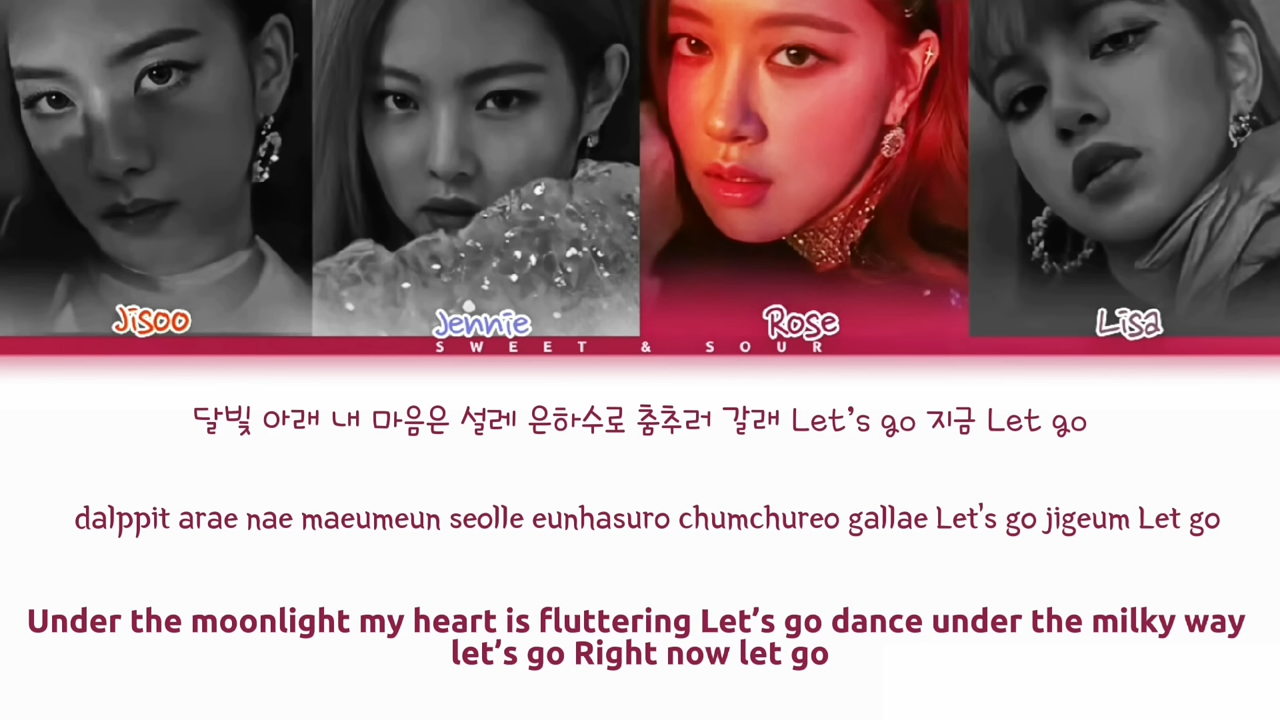 Jisoo Jennie Rose Lisa
SWEET & SOUR
달빛 아래 내 마음은 설레 은하수로 춤추러 갈래 Let's go 지금 Let go
dalppit arae nae maeumeun seolle eunhasuro chumchureo gallae Let's go jigeum Let go
Under the moonlight my heart is fluttering Let's go dance under the milky way
let's go Right now let go